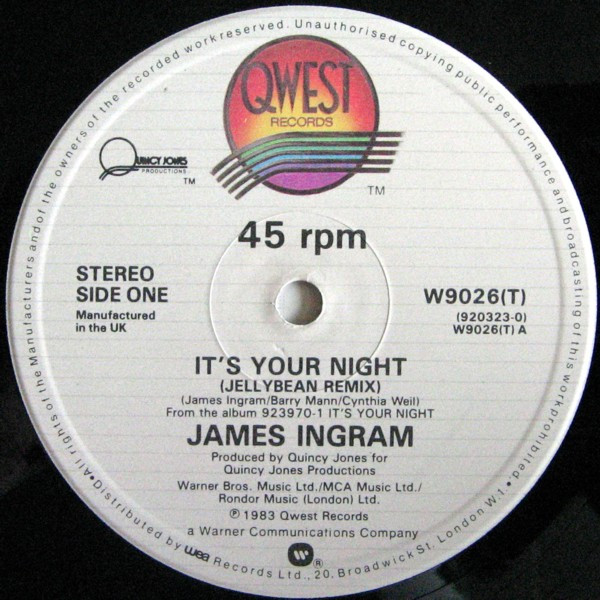 QWEST
RECORDS
TM
QUINCY JONES
PRODUCTIONS
TM
45 rpm
STEREO
SIDE ONE
Manufactured
in the UK
W9026(T)
(920323-0)
W9026(T) A
IT'S YOUR NIGHT
(JELLYBEAN REMIX)
(James Ingram/Barry Mann/Cynthia Weil)
From the album 923970-1 IT'S YOUR NIGHT
JAMES INGRAM
Produced by Quincy Jones for
Quincy Jones Productions
Warner Bros. Music Ltd./MCA Music Ltd./
Rondor Music (London) Ltd.
℗ 1983 Qwest Records
a Warner Communications Company
W ®
•All rights of the Manufacturers and of the owners of the recorded work reserved. Unauthorised copying public performance and broadcasting of this work prohibited.
•Distributed by wea Records Ltd., 20. Broadwick St. London W.1.